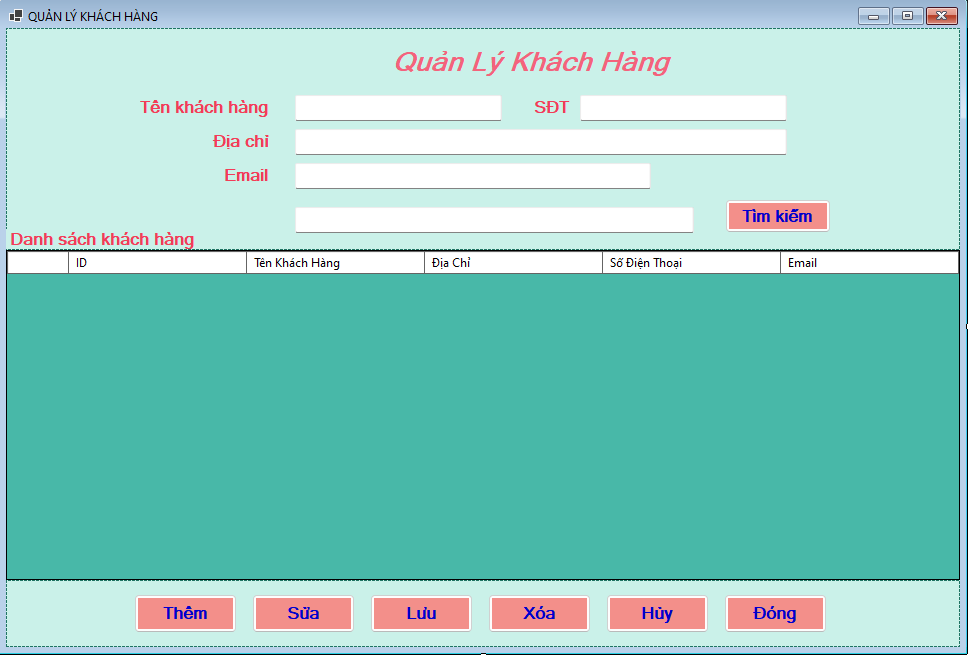 QUẢN LÝ KHÁCH HÀNG
Quản Lý Khách Hàng
Tên khách hàng SĐT
Địa chỉ
Email
Tìm kiếm
Danh sách khách hàng
ID Tên Khách Hàng Địa Chỉ Số Điện Thoại Email
Thêm Sửa Lưu Xóa Hủy Đóng